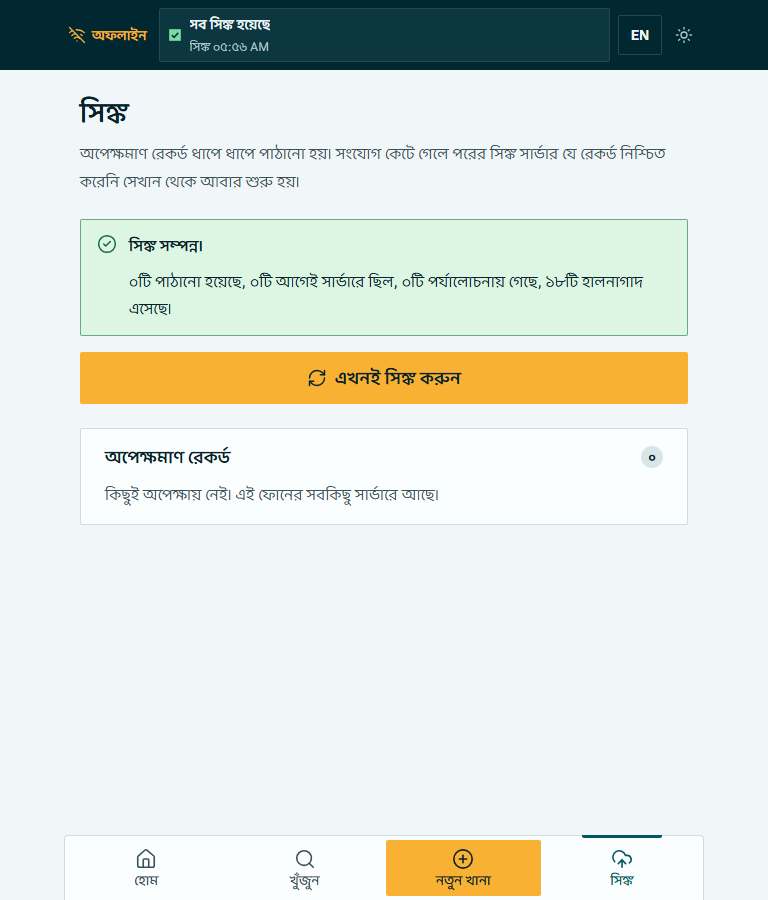 অফলাইন
সব সিঙ্ক হয়েছে
সিঙ্ক ০৫:৫৬ AM
EN
সিঙ্ক
অপেক্ষমাণ রেকর্ড ধাপে ধাপে পাঠানো হয়। সংযোগ কেটে গেলে পরের সিঙ্ক সার্ভার যে রেকর্ড নিশ্চিত
করেনি সেখান থেকে আবার শুরু হয়।
সিঙ্ক সম্পন্ন।
০টি পাঠানো হয়েছে, ০টি আগেই সার্ভারে ছিল, ০টি পর্যালোচনায় গেছে, ১৮টি হালনাগাদ
এসেছে।
এখনই সিঙ্ক করুন
অপেক্ষমাণ রেকর্ড
০
কিছুই অপেক্ষায় নেই। এই ফোনের সবকিছু সার্ভারে আছে।
হোম
খুঁজুন
নতুন খানা
সিঙ্ক